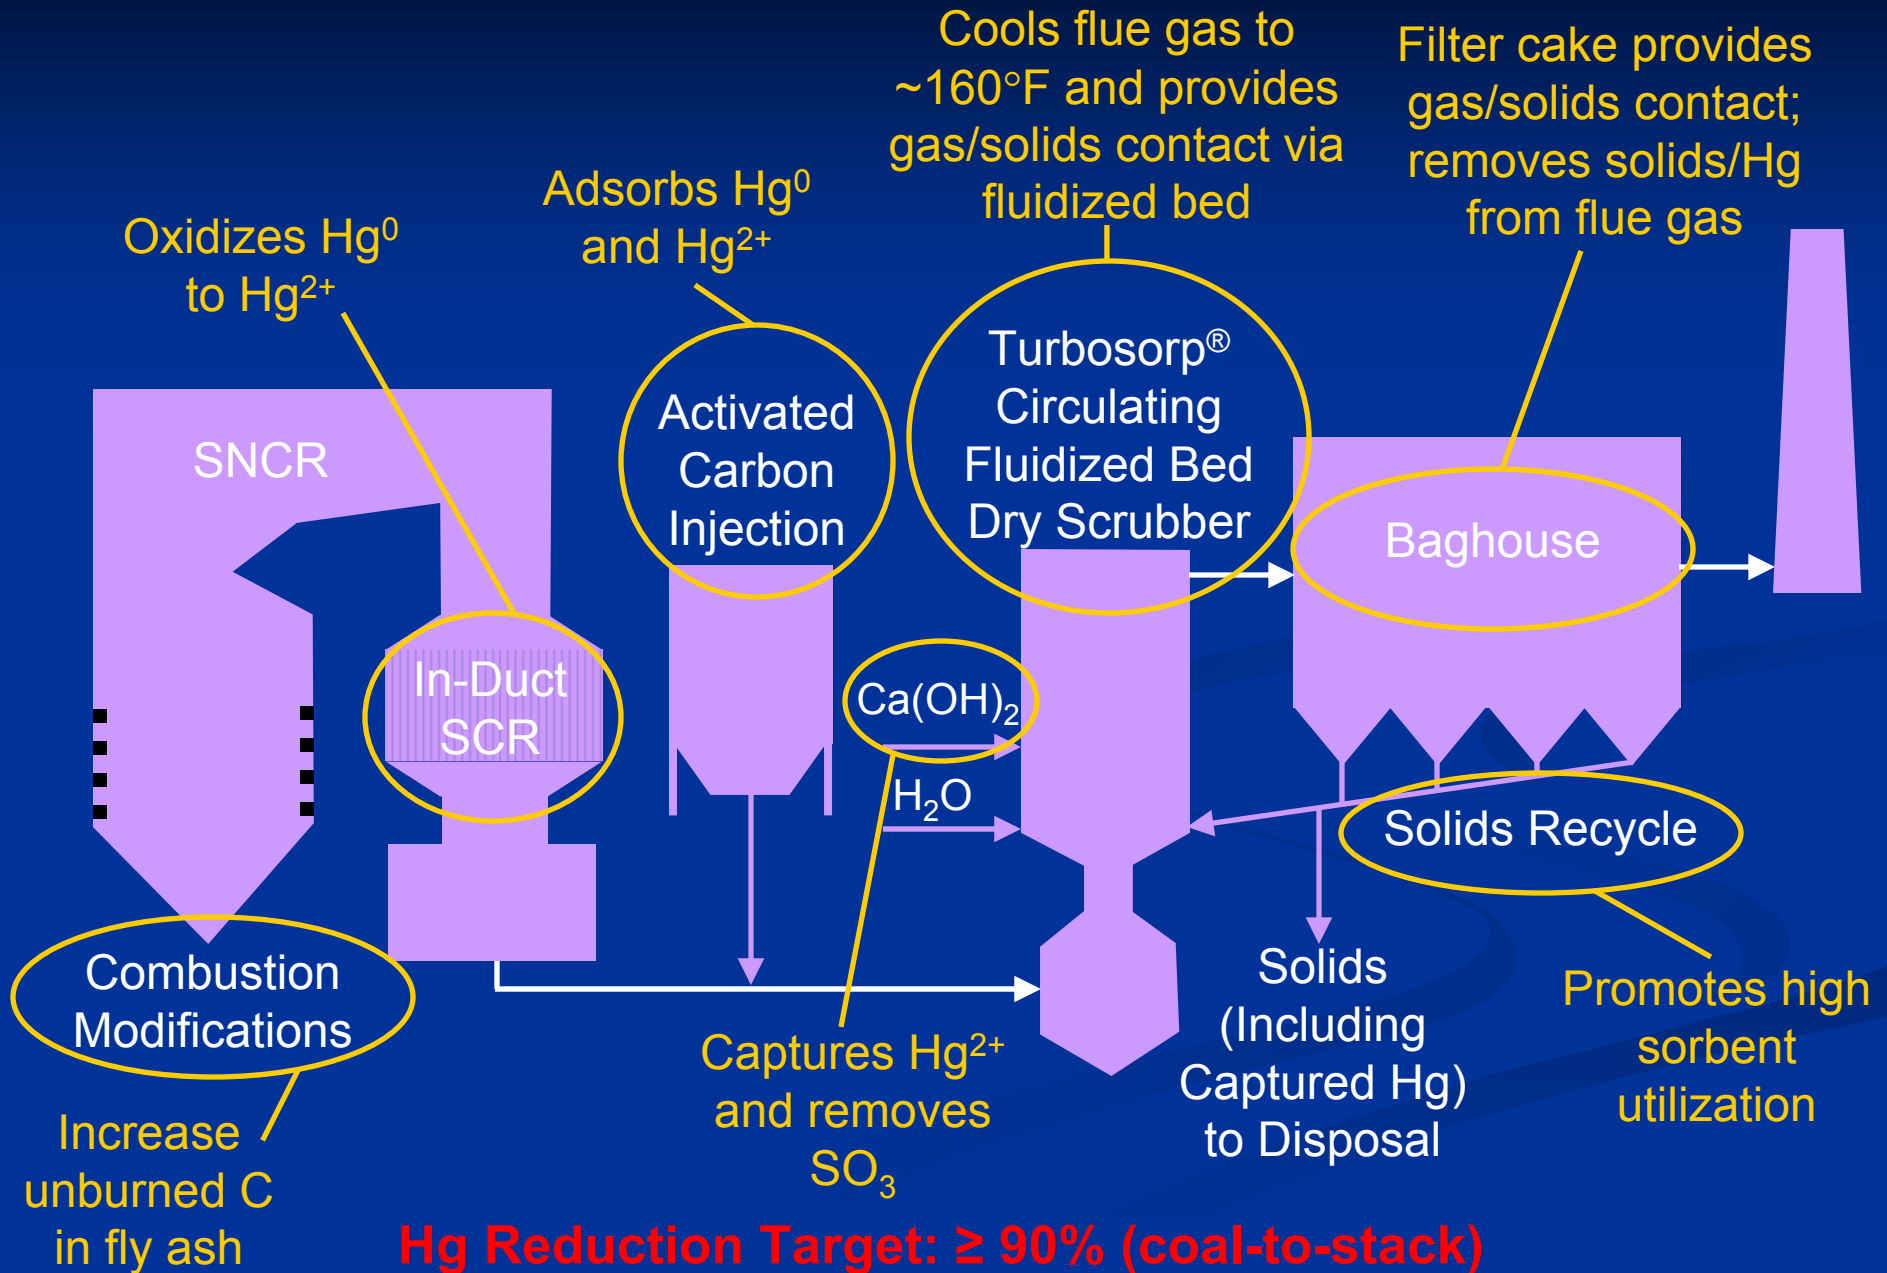 Cools flue gas to
~160°F and provides
gas/solids contact via
fluidized bed
Filter cake provides
gas/solids contact;
removes solids/Hg
from flue gas
Adsorbs Hg⁰
and Hg²⁺
Oxidizes Hg⁰
to Hg²⁺
SNCR
Activated
Carbon
Injection
Turbosorp®
Circulating
Fluidized Bed
Dry Scrubber
Baghouse
In-Duct
SCR
Ca(OH)₂
H₂O
Solids Recycle
Combustion
Modifications
Solids
(Including
Captured Hg)
to Disposal
Promotes high
sorbent
utilization
Captures Hg²⁺
and removes
SO₃
Increase
unburned C
in fly ash
Hg Reduction Target: ≥ 90% (coal-to-stack)